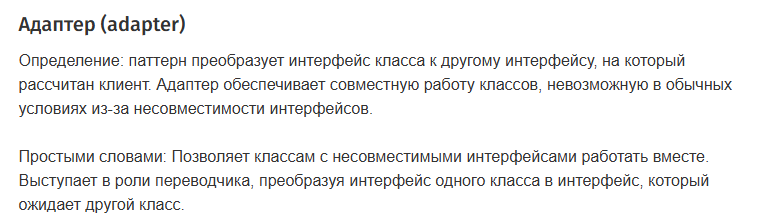 Адаптер (adapter)
Определение: паттерн преобразует интерфейс класса к другому интерфейсу, на который
рассчитан клиент. Адаптер обеспечивает совместную работу классов, невозможную в обычных
условиях из-за несовместимости интерфейсов.
Простыми словами: Позволяет классам с несовместимыми интерфейсами работать вместе.
Выступает в роли переводчика, преобразуя интерфейс одного класса в интерфейс, который
ожидает другой класс.